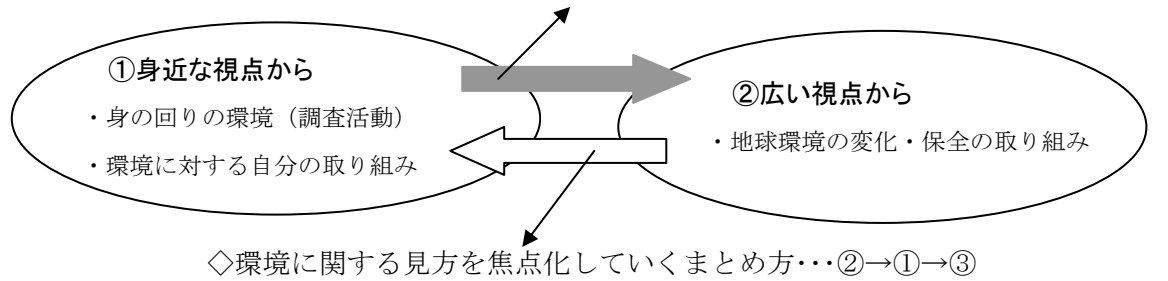 ①身近な視点から
・身の回りの環境（調査活動）
・環境に対する自分の取り組み
②広い視点から
・地球環境の変化・保全の取り組み
◇環境に関する見方を焦点化していくまとめ方･･･②→①→③